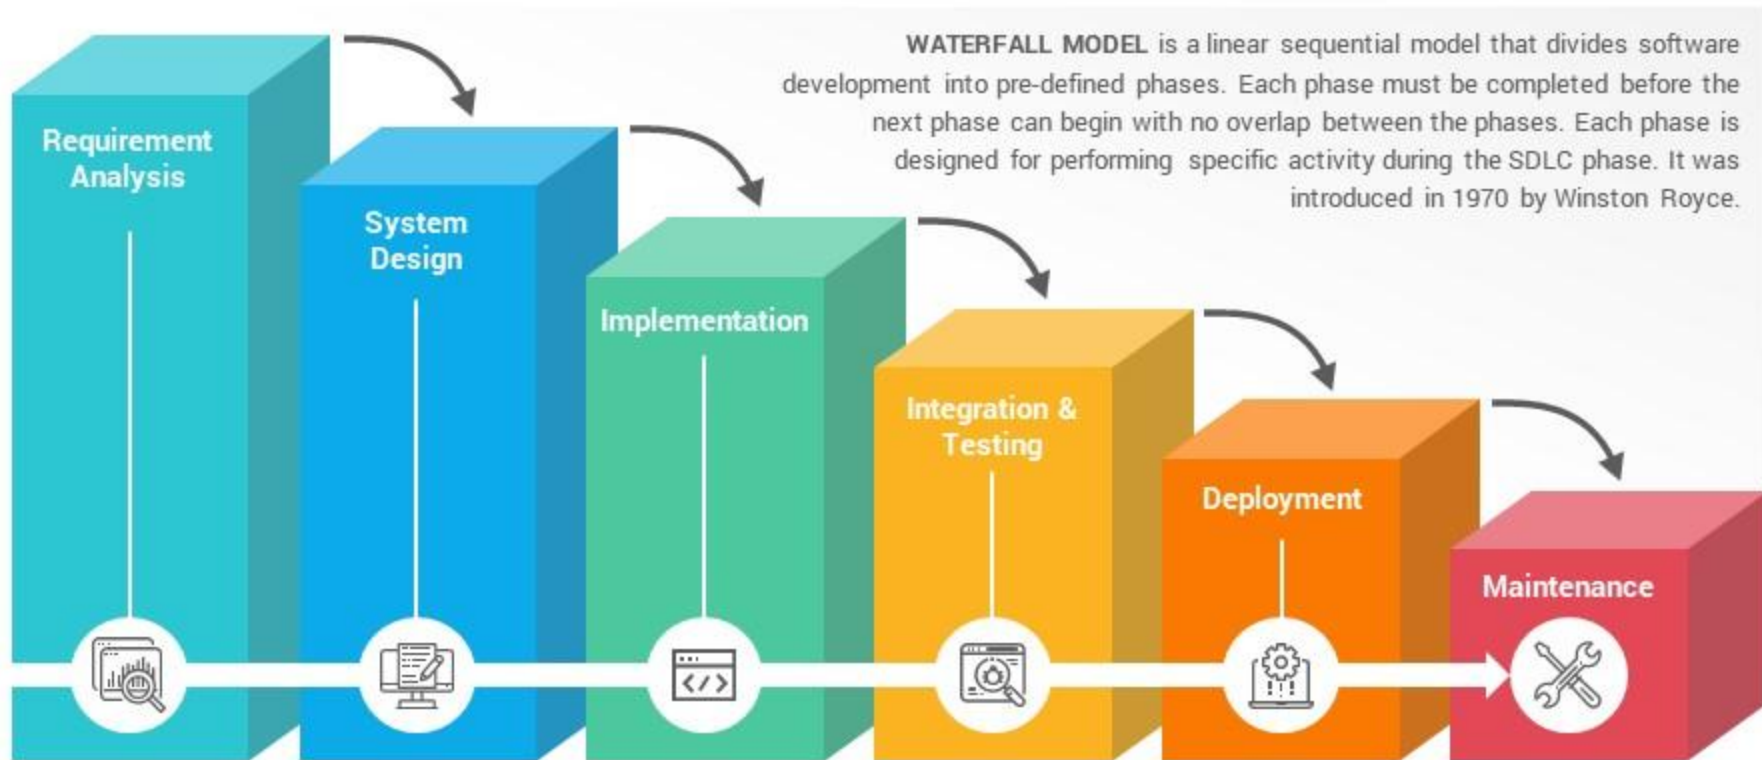 WATERFALL MODEL is a linear sequential model that divides software
development into pre-defined phases. Each phase must be completed before the
next phase can begin with no overlap between the phases. Each phase is
designed for performing specific activity during the SDLC phase. It was
introduced in 1970 by Winston Royce.
Requirement
Analysis
System
Design
Implementation
Integration &
Testing
Deployment
Maintenance